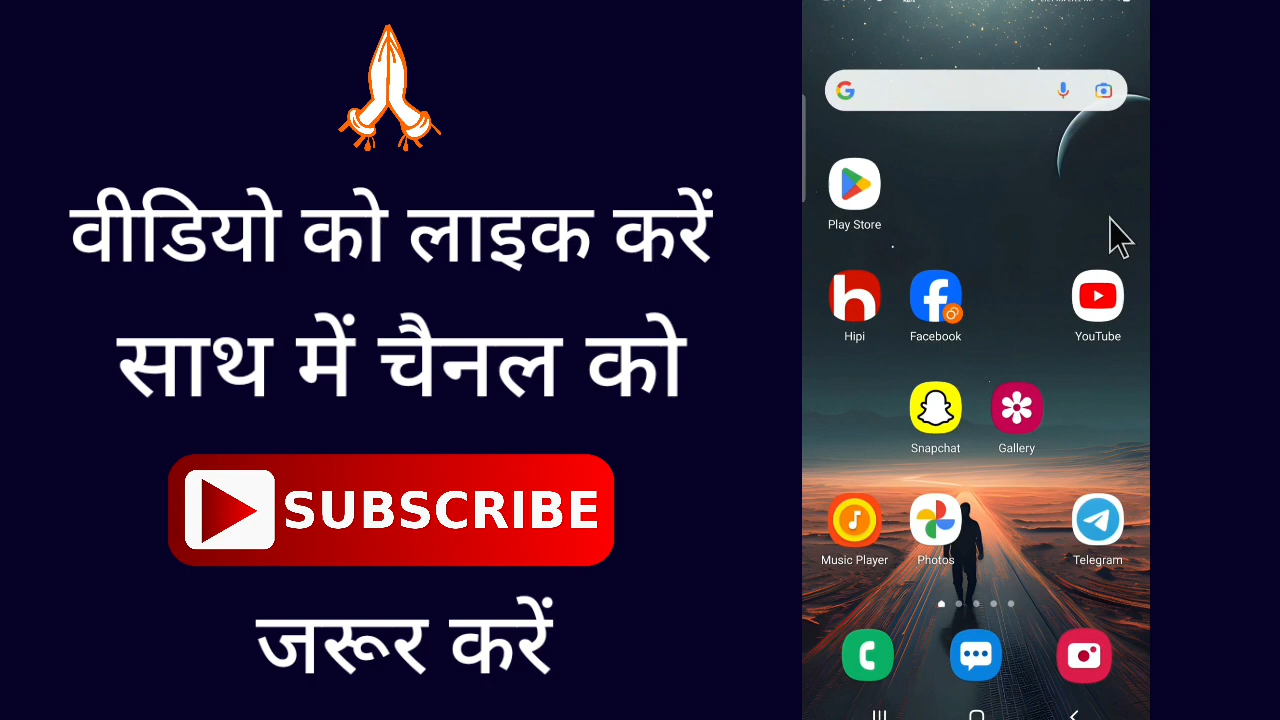 वीडियो को लाइक करें
साथ में चैनल को
SUBSCRIBE
जरूर करें
Play Store
Hipi
Facebook
YouTube
Snapchat
Gallery
Music Player
Photos
Telegram